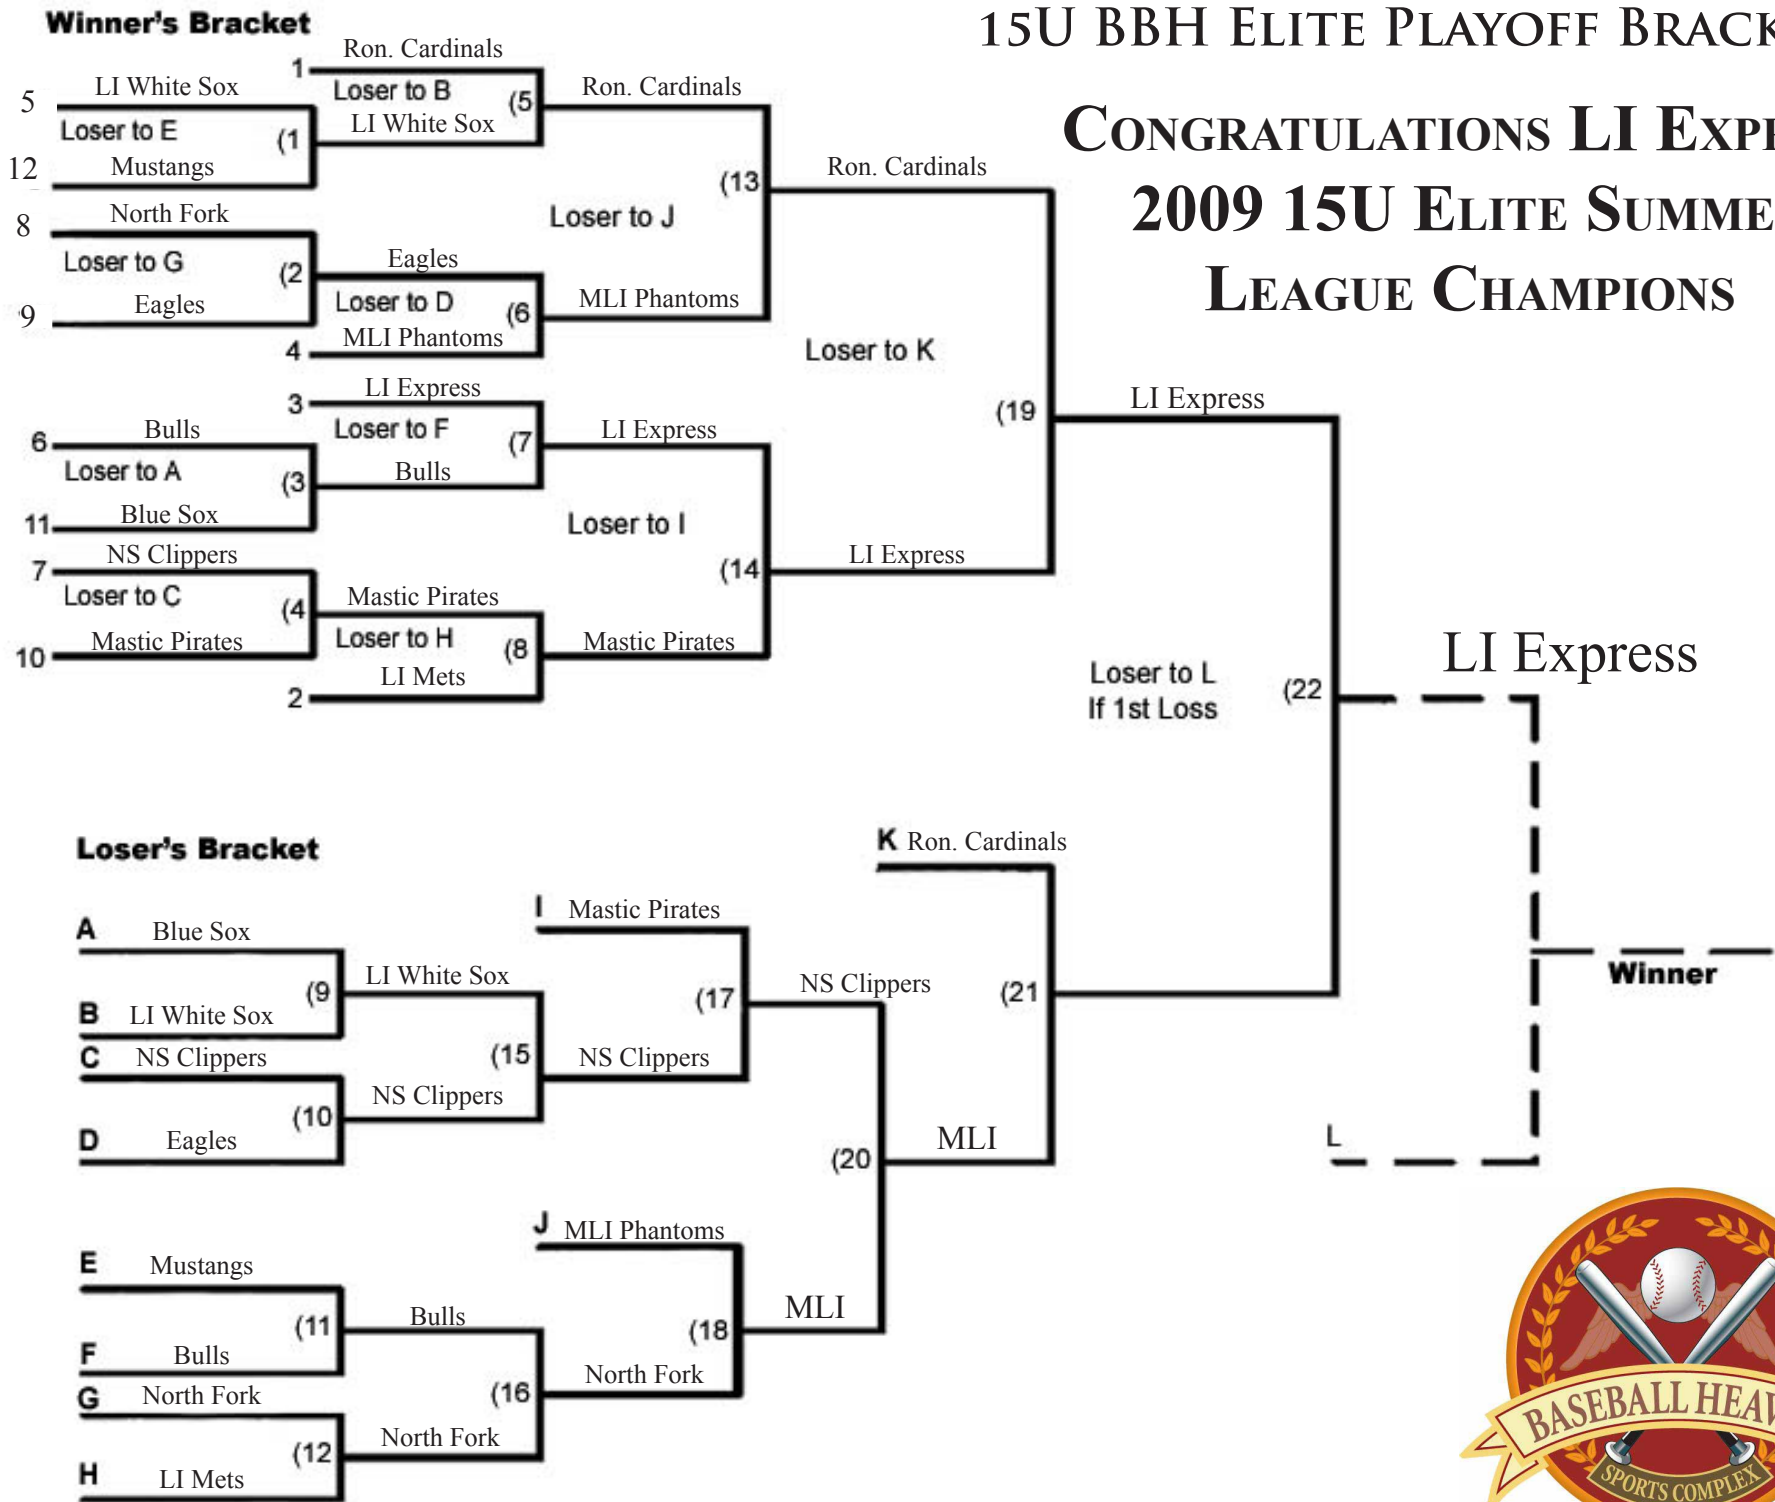 Winner's Bracket
15U BBH Elite Playoff Brack
Congratulations LI Exp
2009 15U Elite Summe
League Champions
1 Ron. Cardinals
5 LI White Sox
Loser to B (5
Ron. Cardinals
Loser to E (1
LI White Sox
12 Mustangs
(13
Ron. Cardinals
8 North Fork
Loser to J
Loser to G (2
Eagles
9 Eagles
Loser to D (6
MLI Phantoms
4 MLI Phantoms
Loser to K
3 LI Express
(19
LI Express
6 Bulls
Loser to F (7
LI Express
Loser to A (3
Bulls
11 Blue Sox
Loser to I
7 NS Clippers
(14
LI Express
Loser to C (4
Mastic Pirates
10 Mastic Pirates
Loser to H (8
Mastic Pirates
2 LI Mets
Loser to L
If 1st Loss
(22
LI Express
Loser's Bracket
K Ron. Cardinals
I Mastic Pirates
A Blue Sox
(9
LI White Sox
B LI White Sox
(17
NS Clippers
(21
C NS Clippers
(15
NS Clippers
(10
NS Clippers
D Eagles
(20
MLI
Winner
L
J MLI Phantoms
E Mustangs
(11
Bulls
F Bulls
(18
MLI
G North Fork
(16
North Fork
(12
North Fork
H LI Mets
BASEBALL HEA
SPORTS COMPLEX